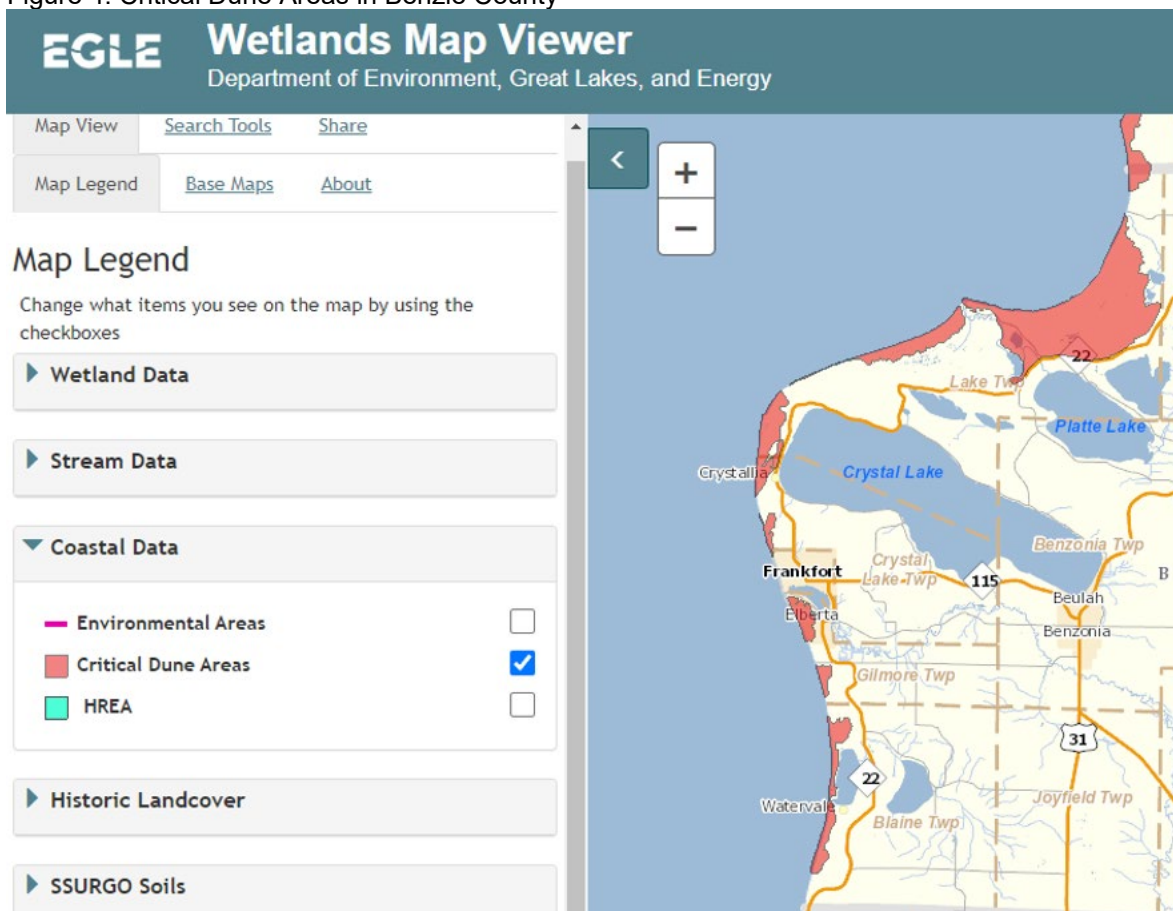 Figure 4. Critical Dune Areas in Benzie County
EGLE
Wetlands Map Viewer
Department of Environment, Great Lakes, and Energy
Map View Search Tools Share
Map Legend Base Maps About
Map Legend
Change what items you see on the map by using the
checkboxes
Wetland Data
Stream Data
Coastal Data
Environmental Areas
Critical Dune Areas
HREA
Historic Landcover
SSURGO Soils
+
−
22
Lake Twp
Platte Lake
Crystallia
Crystal Lake
Benzonia Twp
Frankfort
Crystal
Lake Twp
115
B
Elberta
Beulah
Benzonia
Gilmore Twp
31
22
Watervale
Joyfield Twp
Blaine Twp